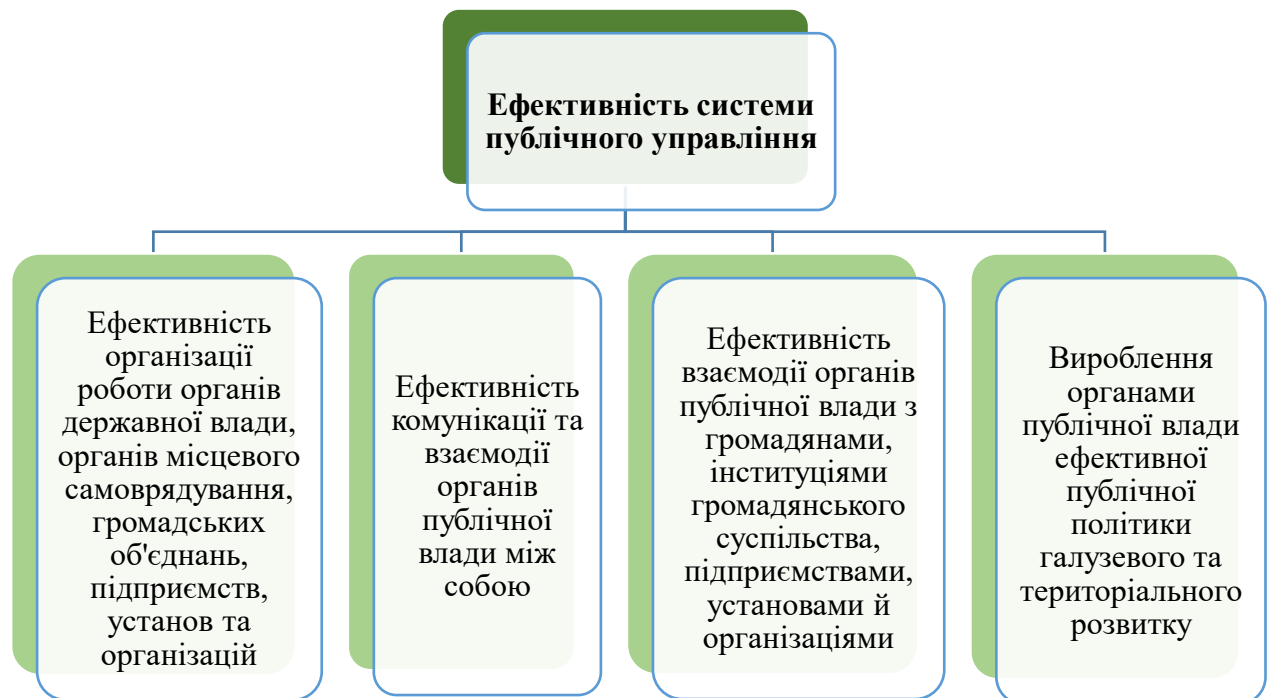 Ефективність системи
публічного управління
Ефективність
організації
роботи органів
державної влади,
органів місцевого
самоврядування,
громадських
об'єднань,
підприємств,
установ та
організацій
Ефективність
комунікації та
взаємодії
органів
публічної
влади між
собою
Ефективність
взаємодії органів
публічної влади з
громадянами,
інституціями
громадянського
суспільства,
підприємствами,
установами й
організаціями
Вироблення
органами
публічної влади
ефективної
публічної
політики
галузевого та
територіального
розвитку